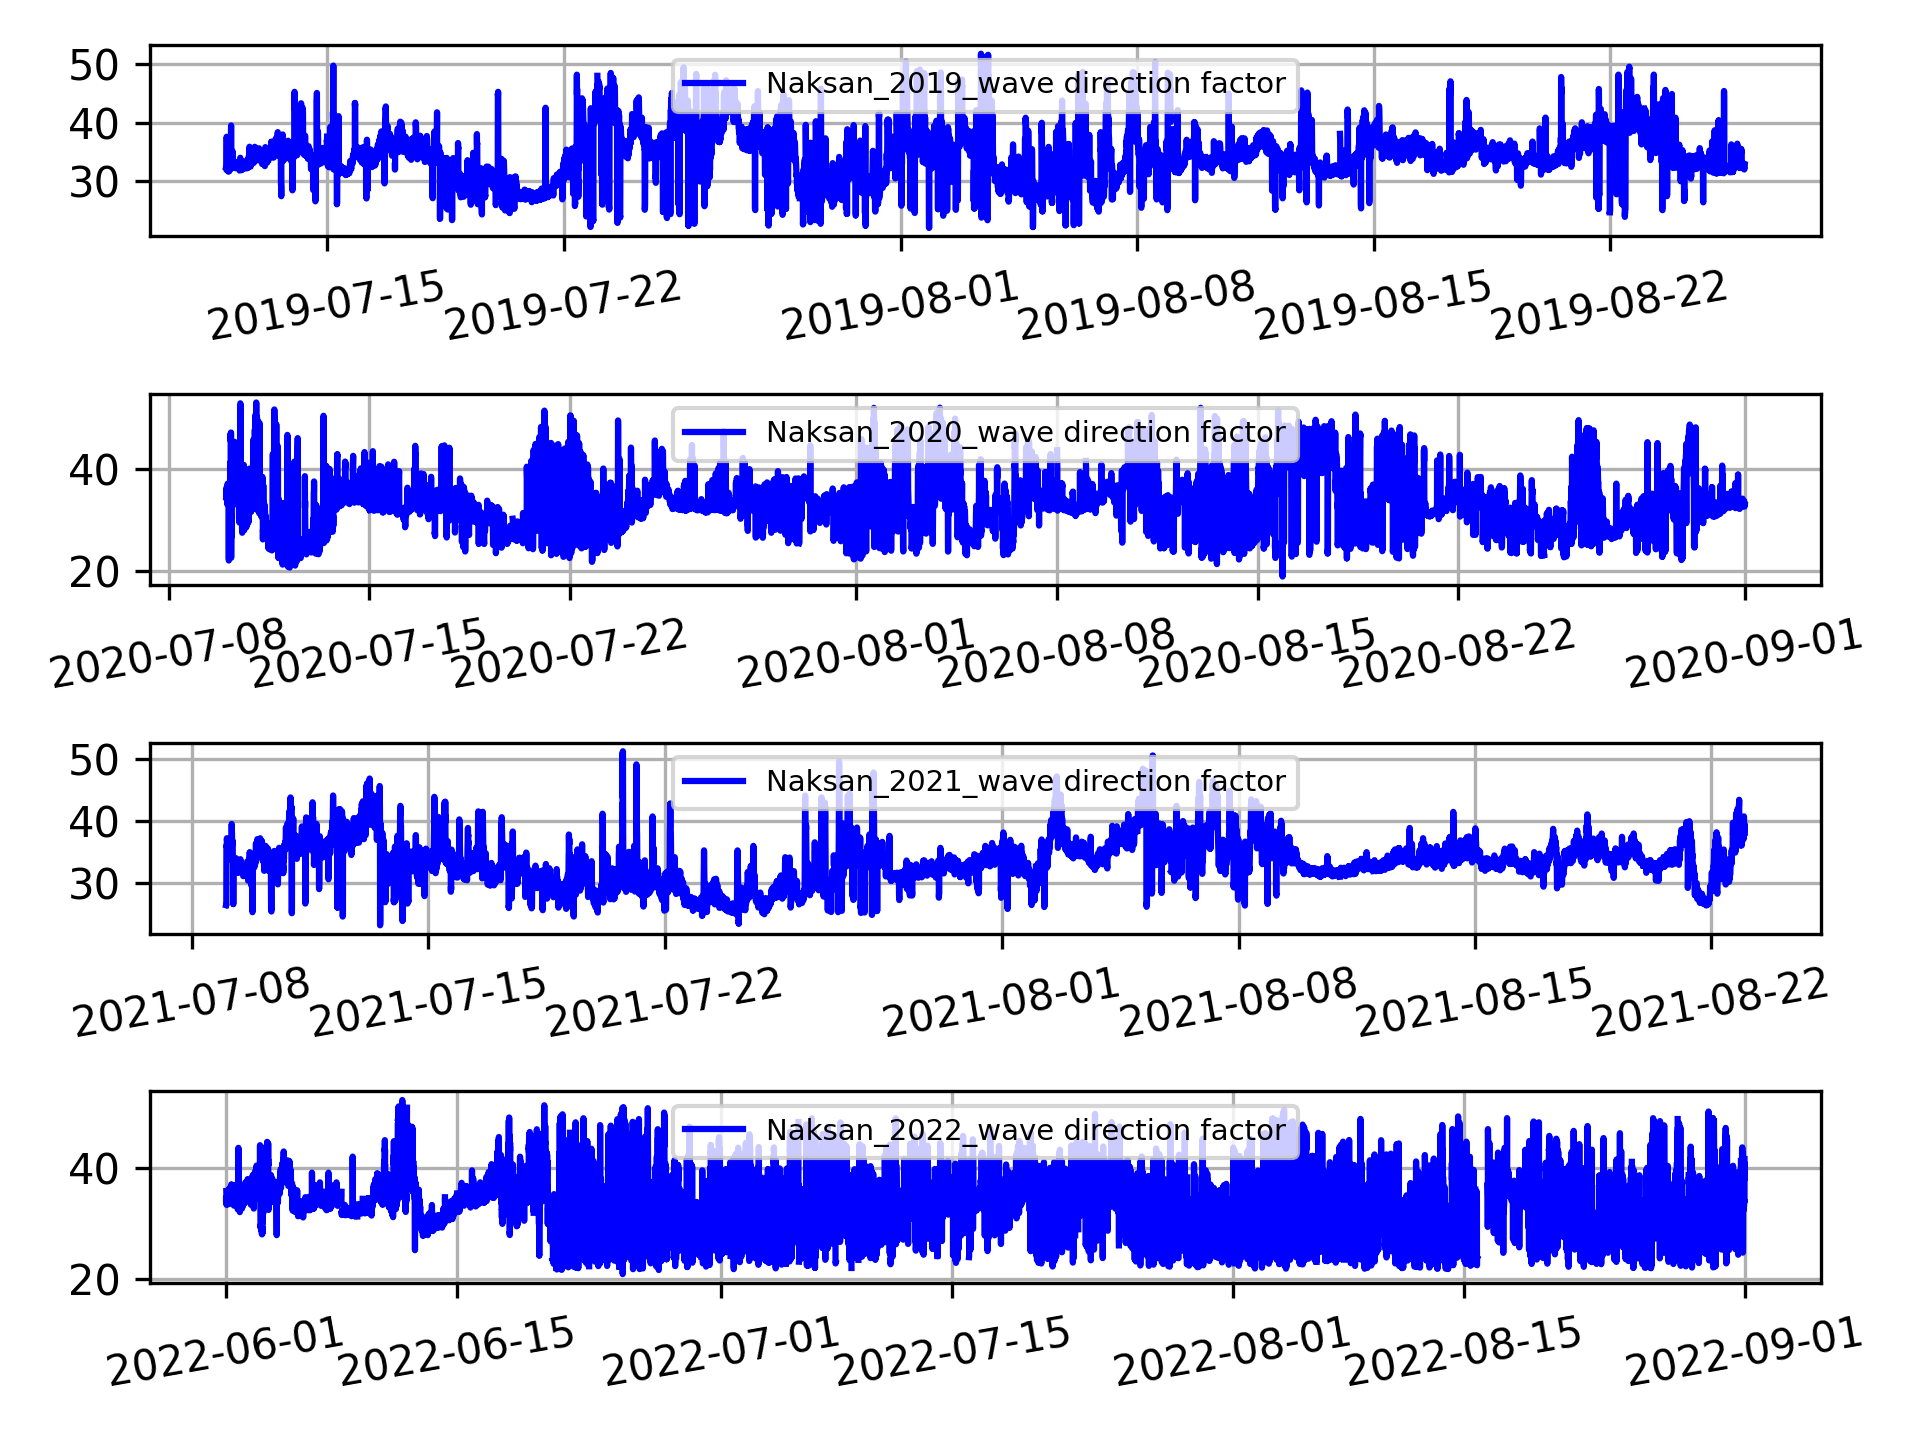 50
40
30
Naksan_2019_wave direction factor
2019-07-15 2019-07-22 2019-08-01 2019-08-08 2019-08-15 2019-08-22
40
20
Naksan_2020_wave direction factor
2020-07-08 2020-07-15 2020-07-22 2020-08-01 2020-08-08 2020-08-15 2020-08-22 2020-09-01
50
40
30
Naksan_2021_wave direction factor
2021-07-08 2021-07-15 2021-07-22 2021-08-01 2021-08-08 2021-08-15 2021-08-22
40
20
Naksan_2022_wave direction factor
2022-06-01 2022-06-15 2022-07-01 2022-07-15 2022-08-01 2022-08-15 2022-09-01